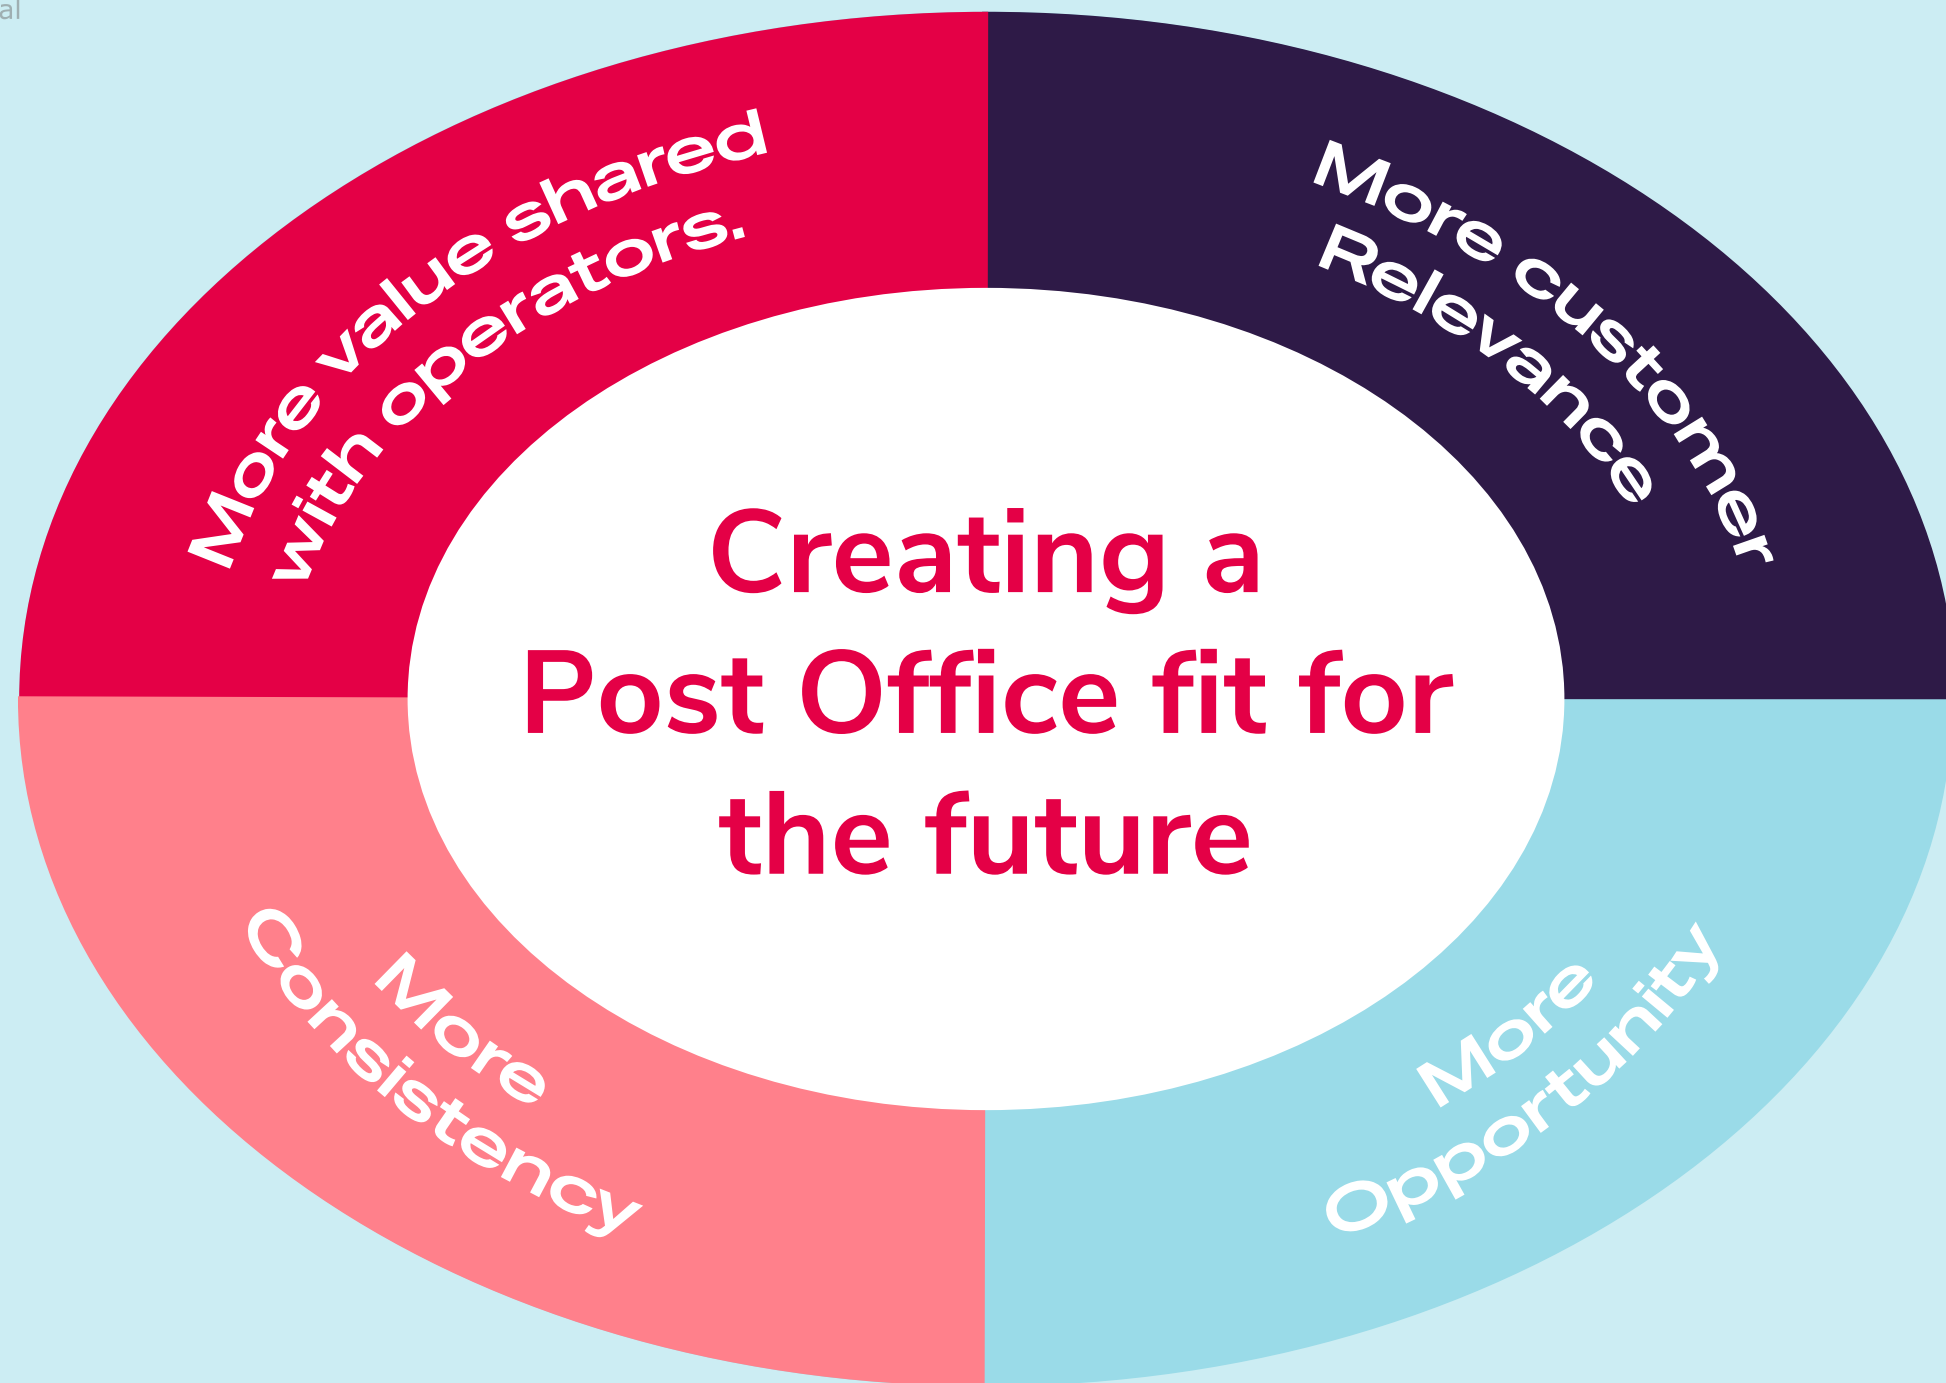 al
More value shared
with operators.
More customer
Relevance
Creating a
Post Office fit for
the future
More
Consistency
More
Opportunity